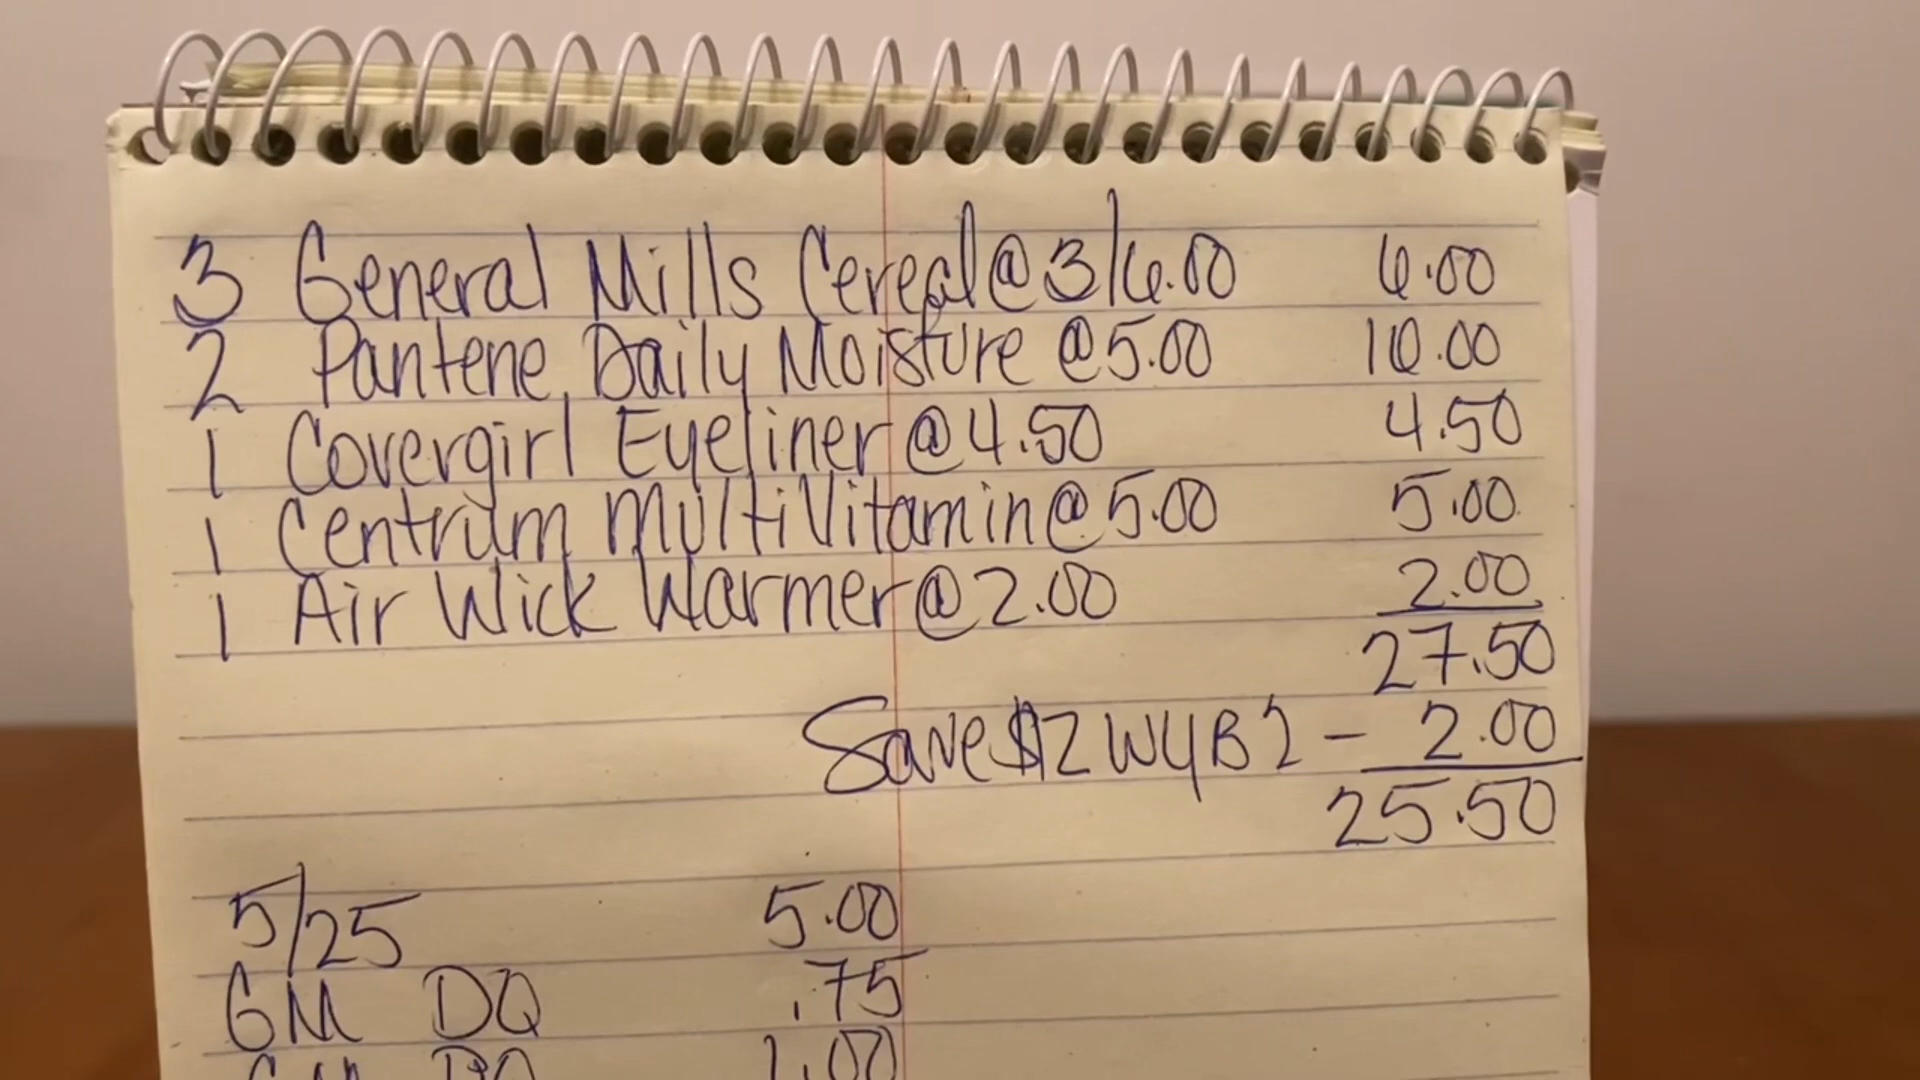 3 General Mills Cereal @ 3/6.00 6.00
2 Pantene Daily Moisture @ 5.00 10.00
1 Covergirl Eyeliner @ 4.50 4.50
1 Centrum MultiVitamin @ 5.00 5.00
1 Air Wick Warmer @ 2.00 2.00
27.50
Save $2 WYB 2 - 2.00
25.50
5/25 5.00
GM DQ .75
GM DQ 1.00